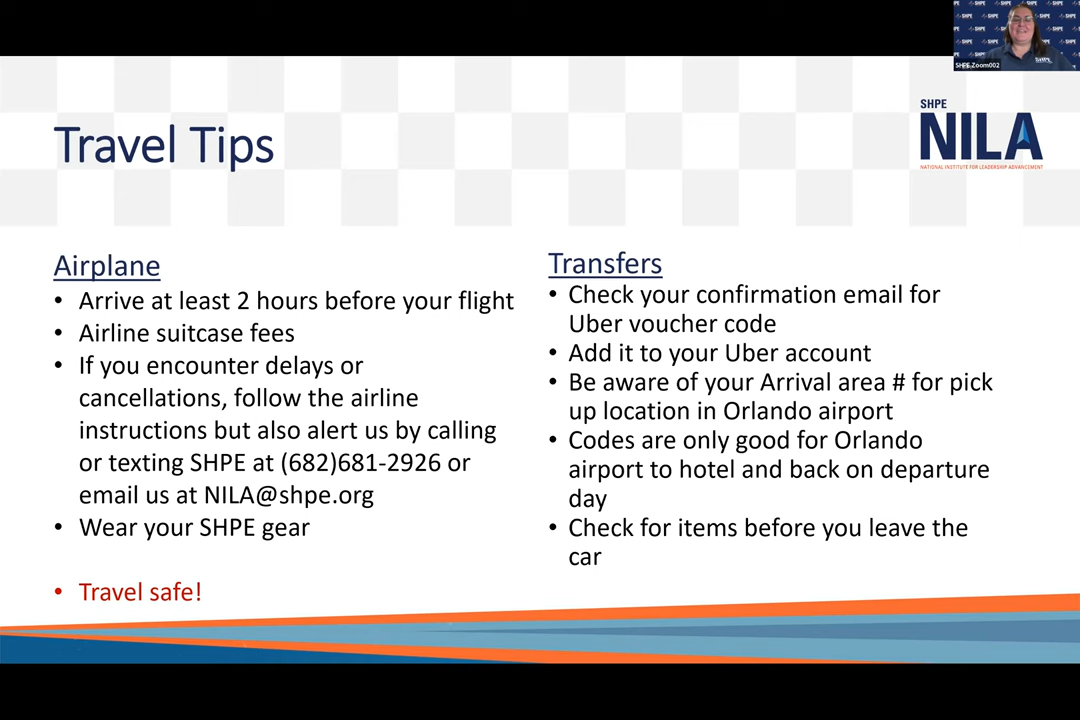 SHPE Zoom002
SHPE
NILA
NATIONAL INSTITUTE FOR LEADERSHIP ADVANCEMENT
Travel Tips
Airplane
• Arrive at least 2 hours before your flight
• Airline suitcase fees
• If you encounter delays or
cancellations, follow the airline
instructions but also alert us by calling
or texting SHPE at (682)681-2926 or
email us at NILA@shpe.org
• Wear your SHPE gear
• Travel safe!
Transfers
• Check your confirmation email for
Uber voucher code
• Add it to your Uber account
• Be aware of your Arrival area # for pick
up location in Orlando airport
• Codes are only good for Orlando
airport to hotel and back on departure
day
• Check for items before you leave the
car